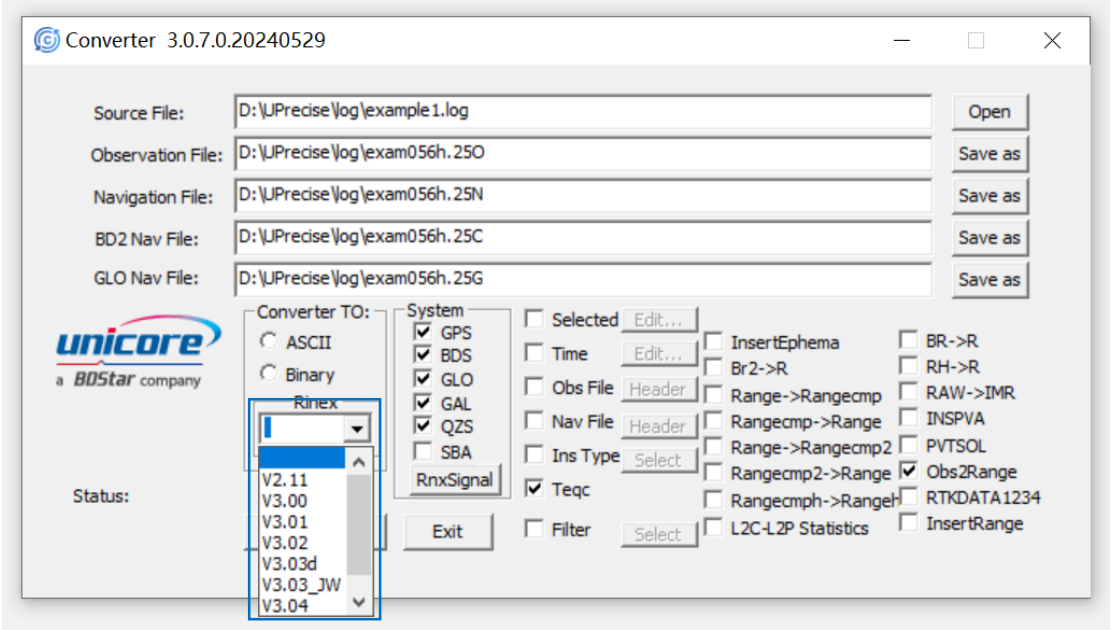 Converter 3.0.7.0.20240529
Source File: D:\UPrecise\log\example1.log Open
Observation File: D:\UPrecise\log\exam056h.25O Save as
Navigation File: D:\UPrecise\log\exam056h.25N Save as
BD2 Nav File: D:\UPrecise\log\exam056h.25C Save as
GLO Nav File: D:\UPrecise\log\exam056h.25G Save as
unicore
a BDStar company
Status:
Converter TO:
ASCII
Binary
Rinex
V2.11
V3.00
V3.01
V3.02
V3.03d
V3.03_JW
V3.04
System
GPS
BDS
GLO
GAL
QZS
SBA
RnxSignal
Exit
Selected Edit...
Time Edit...
Obs File Header
Nav File Header
Ins Type Select
Teqc
Filter Select
InsertEphema
Br2->R
Range->Rangecmp
Rangecmp->Range
Range->Rangecmp2
Rangecmp2->Range
Rangecmph->Rangeh
L2C-L2P Statistics
BR->R
RH->R
RAW->IMR
INSPVA
PVTSOL
Obs2Range
RTKDATA1234
InsertRange